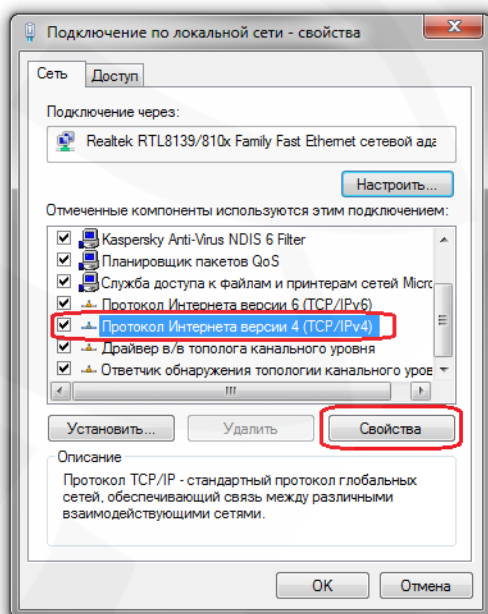 Подключение по локальной сети - свойства
Сеть
Доступ
Подключение через:
Realtek RTL8139/810x Family Fast Ethernet сетевой ада
Настроить...
Отмеченные компоненты используются этим подключением:
Kaspersky Anti-Virus NDIS 6 Filter
Планировщик пакетов QoS
Служба доступа к файлам и принтерам сетей Micro
Протокол Интернета версии 6 (TCP/IPv6)
Протокол Интернета версии 4 (TCP/IPv4)
Драйвер в/в тополога канального уровня
Ответчик обнаружения топологии канального уров
Установить...
Удалить
Свойства
Описание
Протокол TCP/IP - стандартный протокол глобальных
сетей, обеспечивающий связь между различными
взаимодействующими сетями.
OK
Отмена